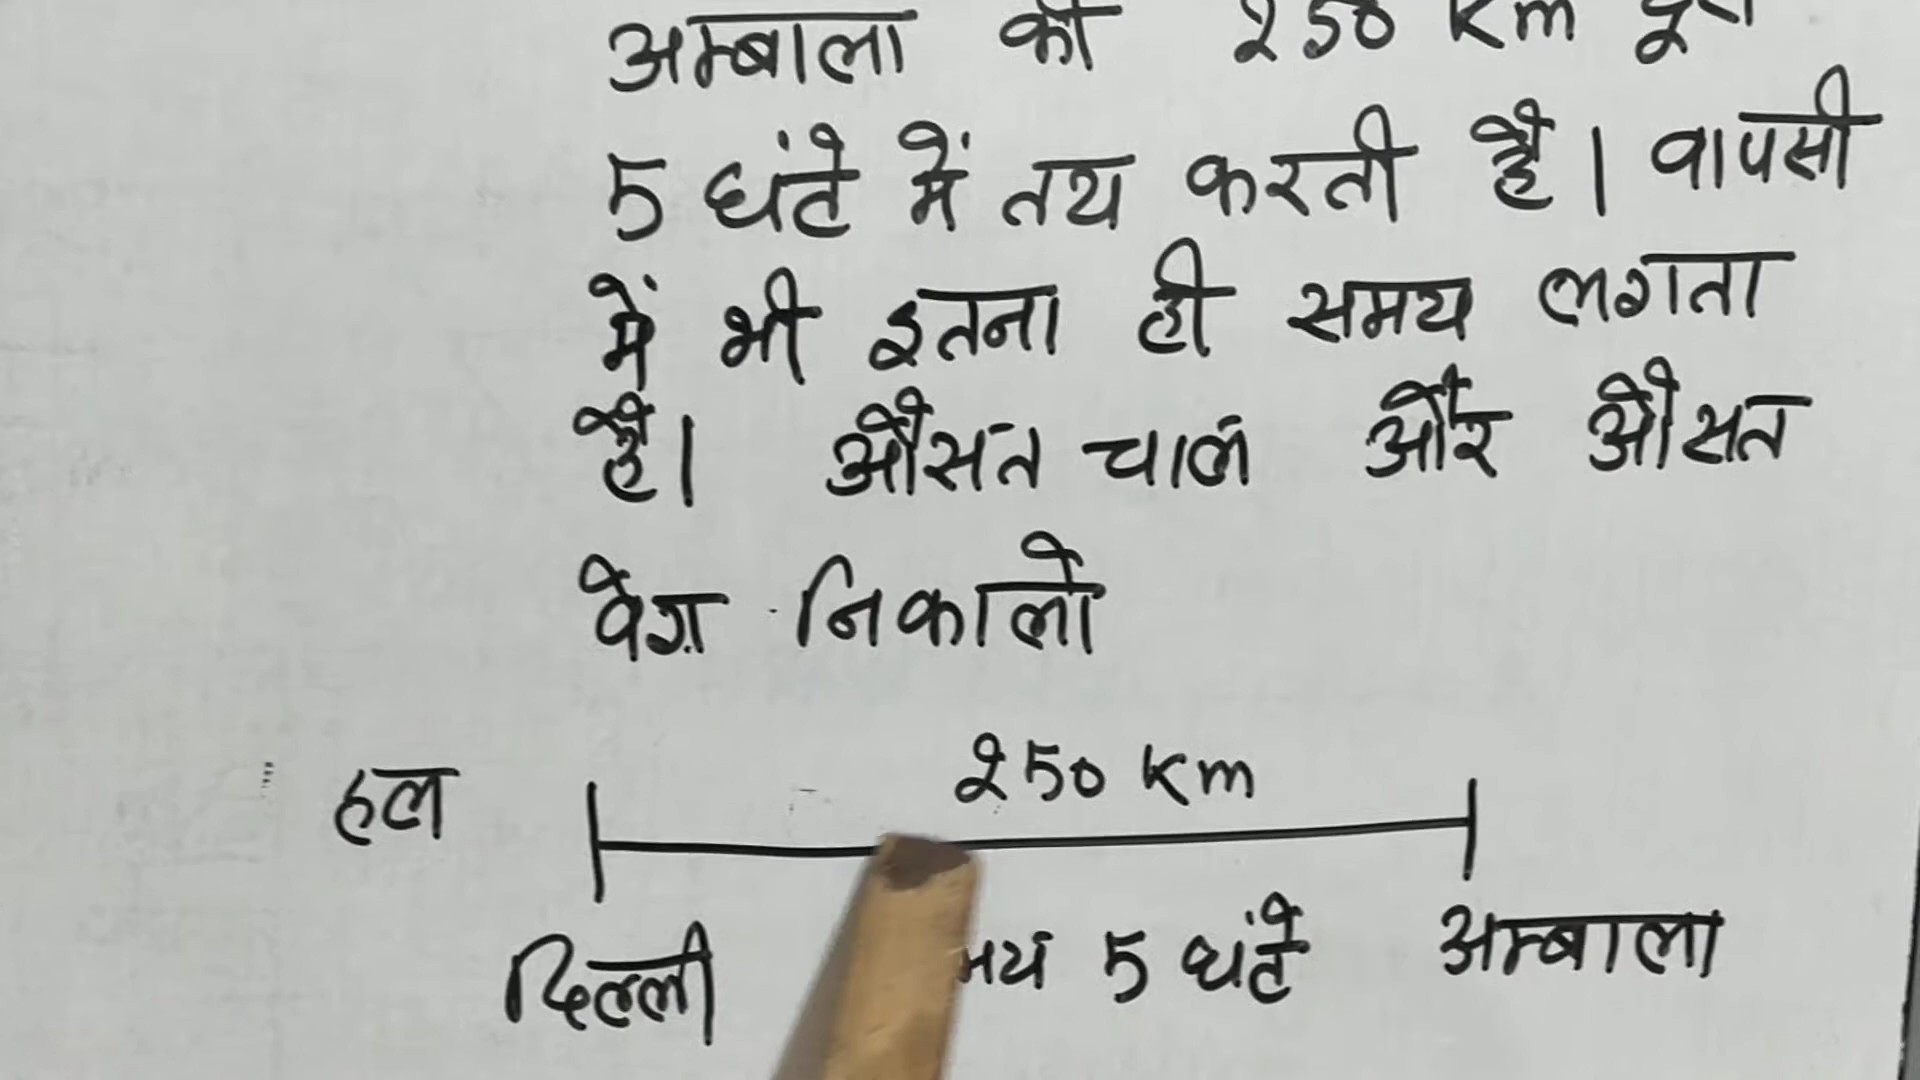 अम्बाला की 250 Km
5 घंटे में तय करती है। वापसी
में भी इतना ही समय लगता
है। औसत चाल और औसत
वेग निकालो
हल 250 Km
दिल्ली 5 घंटे अम्बाला